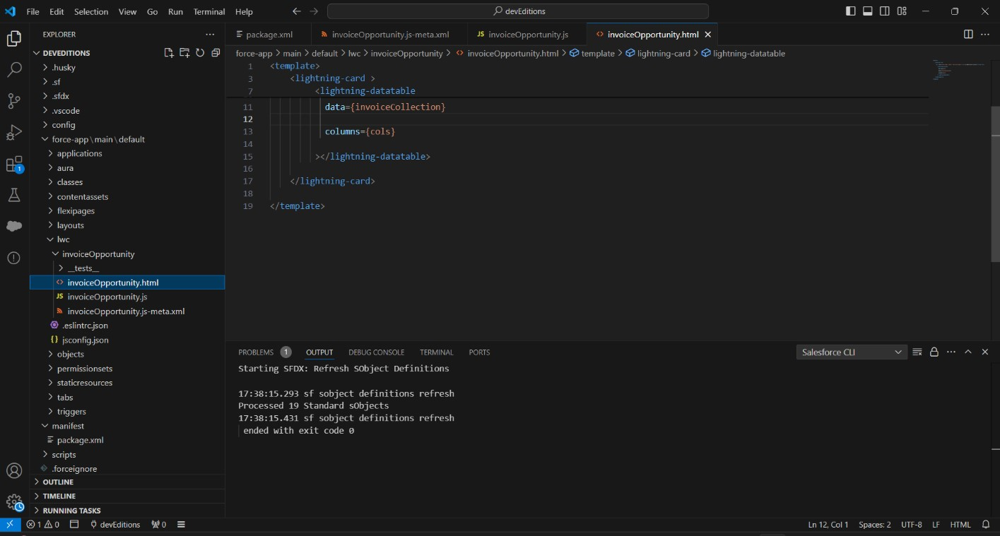 File Edit Selection View Go Run Terminal Help
devEditions
EXPLORER
DEVEDITIONS
.husky
.sf
.sfdx
.vscode
config
force-app\main\default
applications
aura
classes
contentassets
flexipages
layouts
lwc
invoiceOpportunity
__tests__
<> invoiceOpportunity.html
JS invoiceOpportunity.js
invoiceOpportunity.js-meta.xml
.eslintrc.json
{} jsconfig.json
objects
permissionsets
staticresources
tabs
triggers
manifest
package.xml
scripts
.forceignore
OUTLINE
TIMELINE
RUNNING TASKS
1
package.xml invoiceOpportunity.js-meta.xml JS invoiceOpportunity.js <> invoiceOpportunity.html
force-app > main > default > lwc > invoiceOpportunity > <> invoiceOpportunity.html > template > lightning-card > lightning-datatable
1 <template>
3 <lightning-card >
7 <lightning-datatable
11 data={invoiceCollection}
12
13 columns={cols}
14
15 ></lightning-datatable>
16
17 </lightning-card>
18
19 </template>
PROBLEMS 1 OUTPUT DEBUG CONSOLE TERMINAL PORTS Salesforce CLI
Starting SFDX: Refresh SObject Definitions
17:38:15.293 sf sobject definitions refresh
Processed 19 Standard sObjects
17:38:15.431 sf sobject definitions refresh
ended with exit code 0
1 0 devEditions 0 Ln 12, Col 1 Spaces: 2 UTF-8 LF HTML